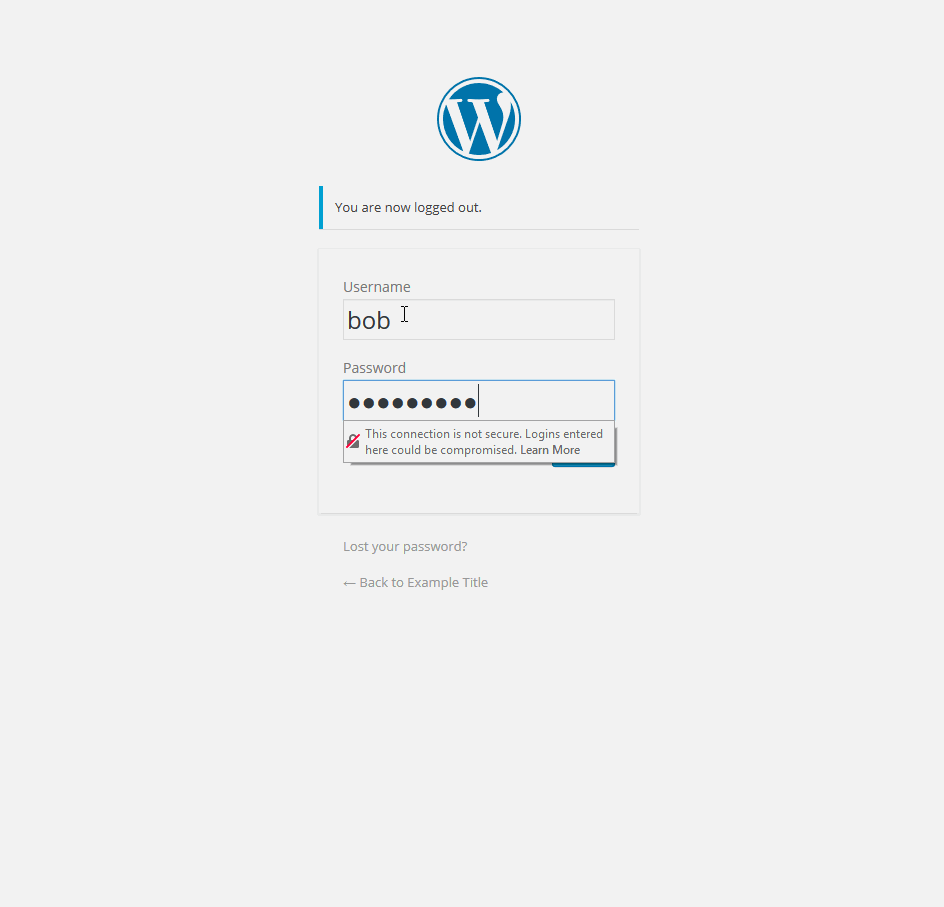 You are now logged out.
Username
bob
Password
●●●●●●●●●
This connection is not secure. Logins entered
here could be compromised. Learn More
Lost your password?
← Back to Example Title